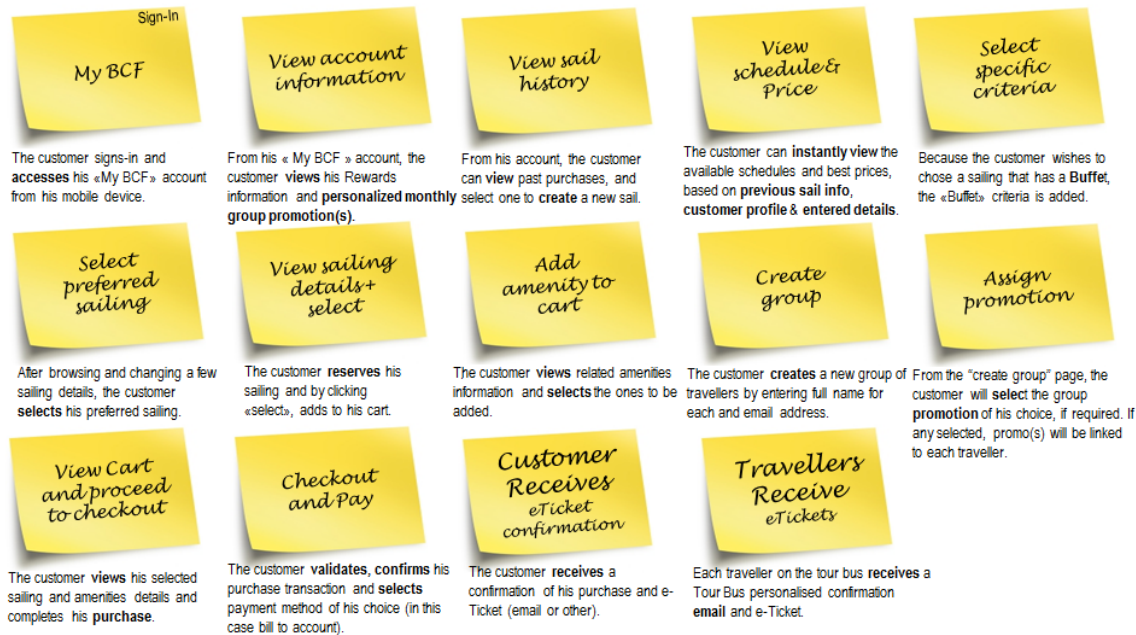 Sign-In
My BCF
The customer signs-in and
accesses his «My BCF» account
from his mobile device.
View account
information
From his « My BCF » account, the
customer views his Rewards
information and personalized monthly
group promotion(s).
View sail
history
From his account, the customer
can view past purchases, and
select one to create a new sail.
View
schedule &
Price
The customer can instantly view the
available schedules and best prices,
based on previous sail info,
customer profile & entered details.
Select
specific
criteria
Because the customer wishes to
chose a sailing that has a Buffet,
the «Buffet» criteria is added.
Select
preferred
sailing
After browsing and changing a few
sailing details, the customer
selects his preferred sailing.
View sailing
details+
select
The customer reserves his
sailing and by clicking
«select», adds to his cart.
Add
amenity to
cart
The customer views related amenities
information and selects the ones to be
added.
Create
group
The customer creates a new group of
travellers by entering full name for
each and email address.
Assign
promotion
From the “create group” page, the
customer will select the group
promotion of his choice, if required. If
any selected, promo(s) will be linked
to each traveller.
View Cart
and proceed
to checkout
The customer views his selected
sailing and amenities details and
completes his purchase.
Checkout
and Pay
The customer validates, confirms his
purchase transaction and selects
payment method of his choice (in this
case bill to account).
Customer
Receives
eTicket
confirmation
The customer receives a
confirmation of his purchase and e-
Ticket (email or other).
Travellers
Receive
eTickets
Each traveller on the tour bus receives a
Tour Bus personalised confirmation
email and e-Ticket.